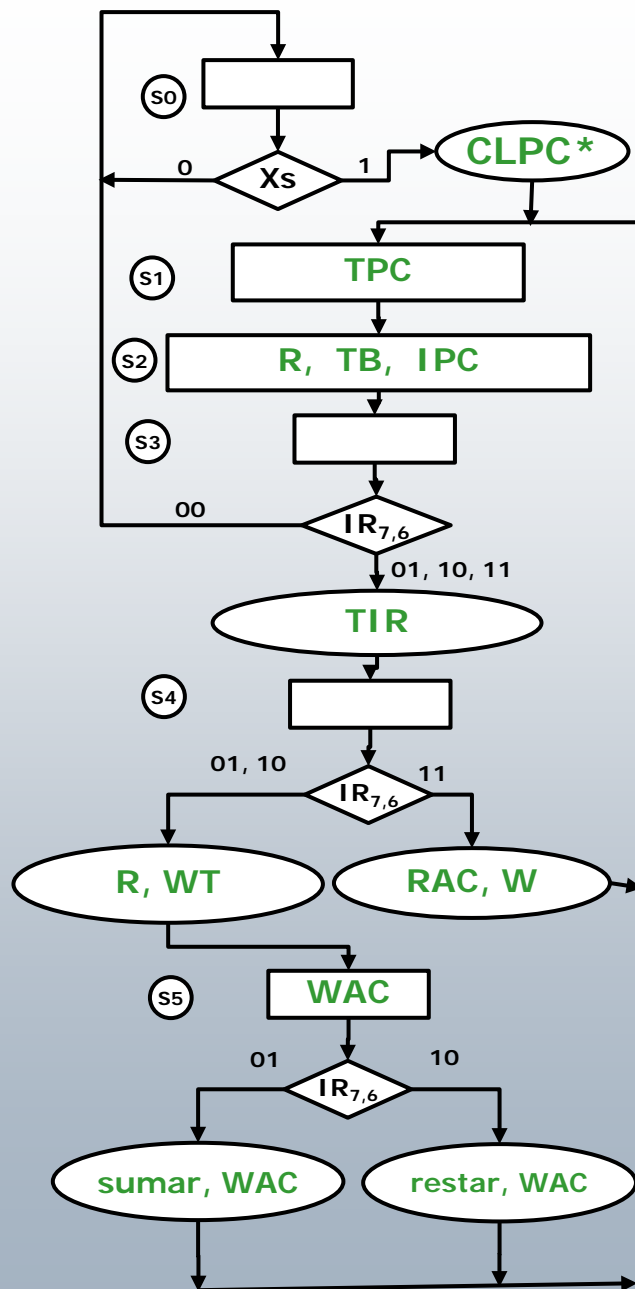 S0
0
Xs
1
CLPC*
S1
TPC
S2
R, TB, IPC
S3
00
IR7,6
01, 10, 11
TIR
S4
01, 10
IR7,6
11
R, WT
RAC, W
S5
WAC
01
IR7,6
10
sumar, WAC
restar, WAC